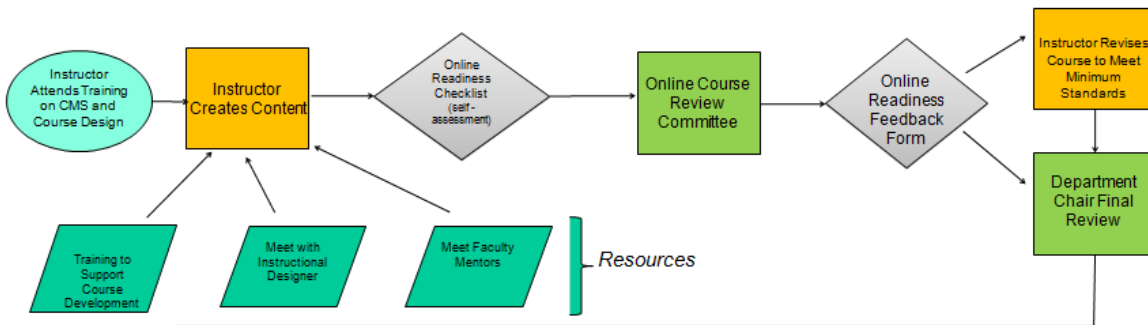 Instructor
Attends Training
on CMS and
Course Design
Instructor
Creates Content
Online
Readiness
Checklist
(self -
assessment)
Online Course
Review
Committee
Online
Readiness
Feedback
Form
Instructor Revises
Course to Meet
Minimum
Standards
Department
Chair Final
Review
Training to
Support
Course
Development
Meet with
Instructional
Designer
Meet Faculty
Mentors
Resources